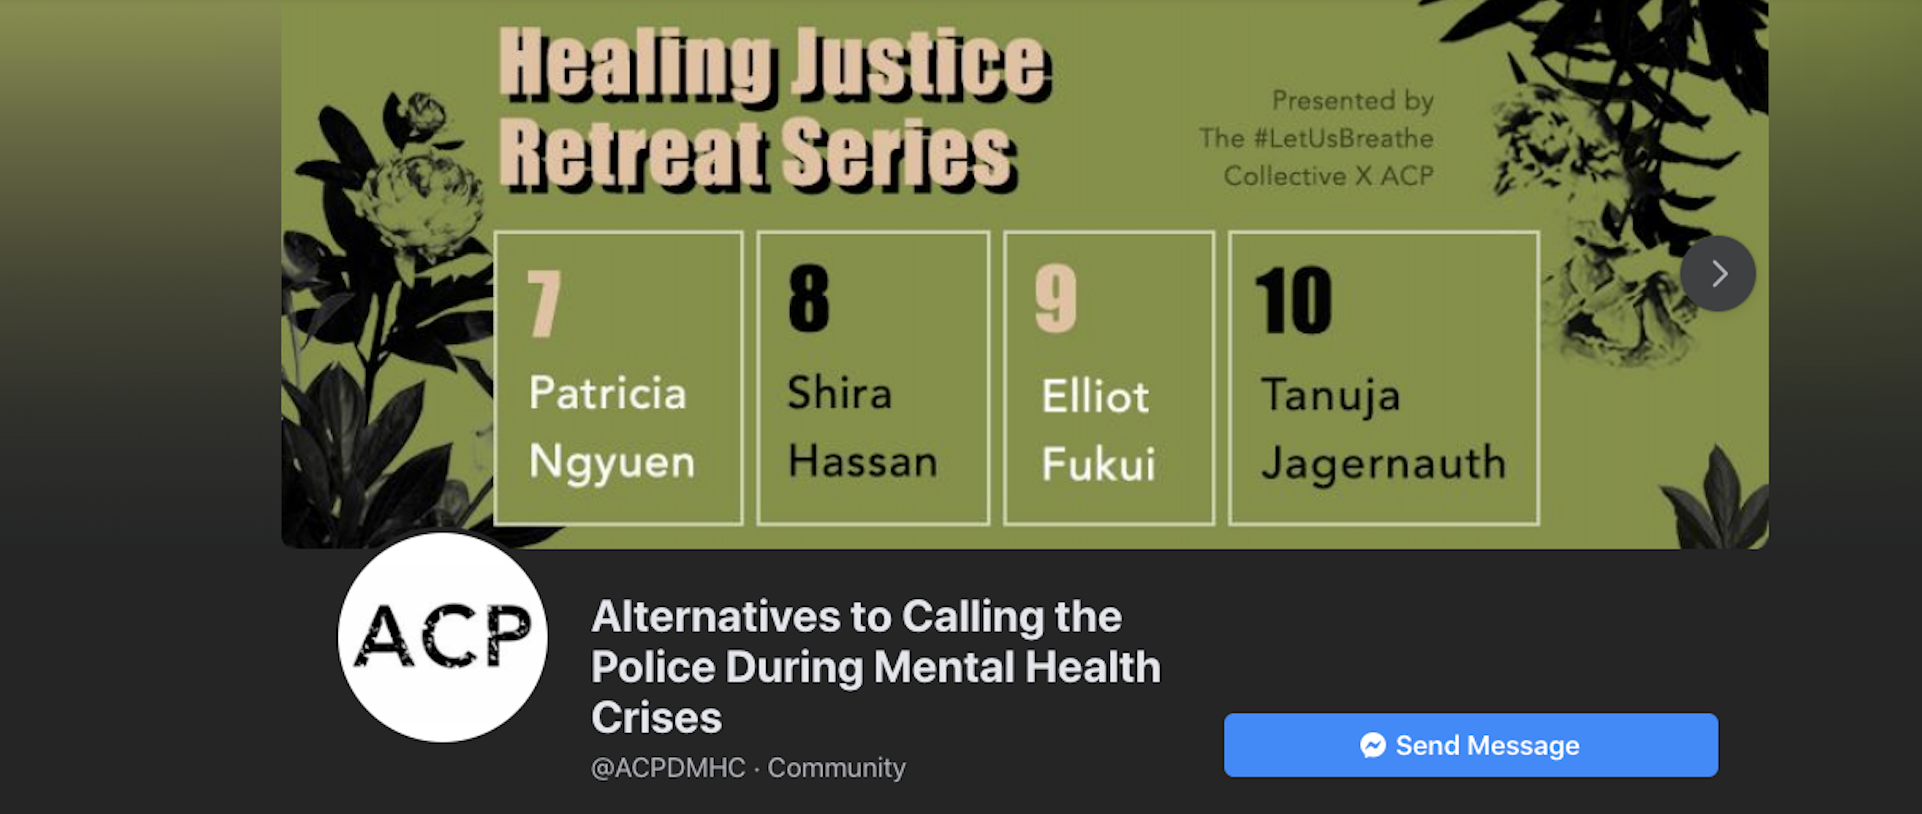 Healing Justice
Retreat Series
Presented by
The #LetUsBreathe
Collective X ACP
7
Patricia
Ngyuen
8
Shira
Hassan
9
Elliot
Fukui
10
Tanuja
Jagernauth
ACP
Alternatives to Calling the
Police During Mental Health
Crises
@ACPDMHC · Community
Send Message